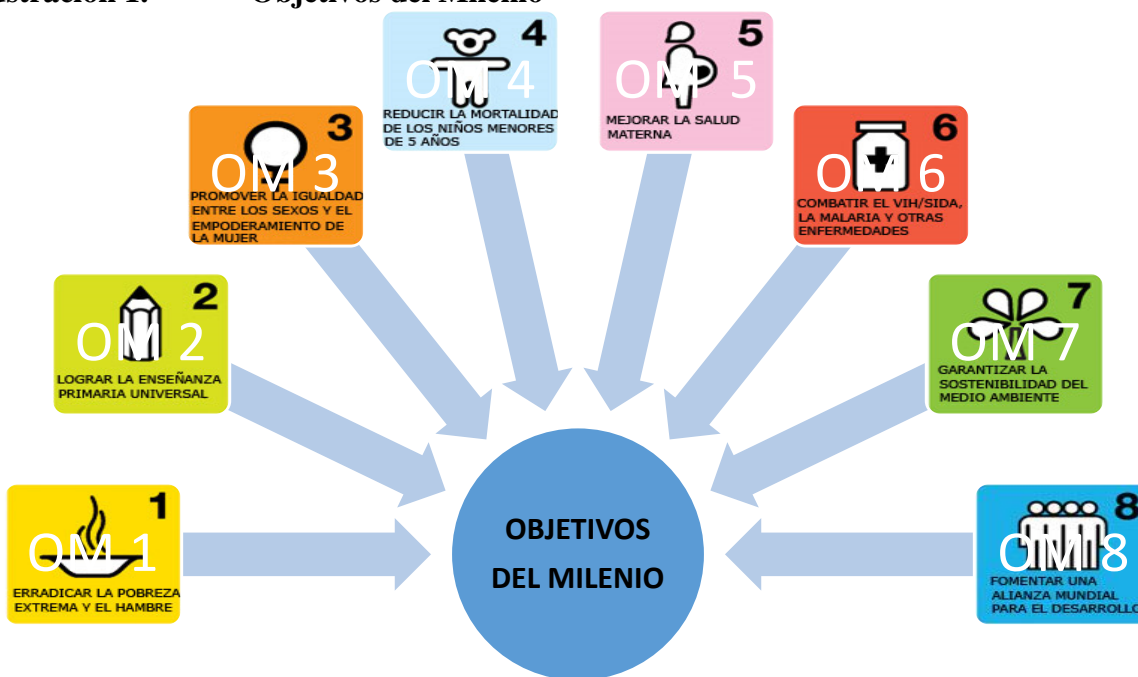 Objetivos del Milenio
4
OM 4
REDUCIR LA MORTALIDAD
DE LOS NIÑOS MENORES
DE 5 AÑOS
5
OM 5
MEJORAR LA SALUD
MATERNA
3
OM 3
PROMOVER LA IGUALDAD
ENTRE LOS SEXOS Y EL
EMPODERAMIENTO DE
LA MUJER
6
OM 6
COMBATIR EL VIH/SIDA,
LA MALARIA Y OTRAS
ENFERMEDADES
2
OM 2
LOGRAR LA ENSEÑANZA
PRIMARIA UNIVERSAL
7
OM 7
GARANTIZAR LA
SOSTENIBILIDAD DEL
MEDIO AMBIENTE
1
OM 1
ERRADICAR LA POBREZA
EXTREMA Y EL HAMBRE
OBJETIVOS
DEL MILENIO
8
OM 8
FOMENTAR UNA
ALIANZA MUNDIAL
PARA EL DESARROLLO